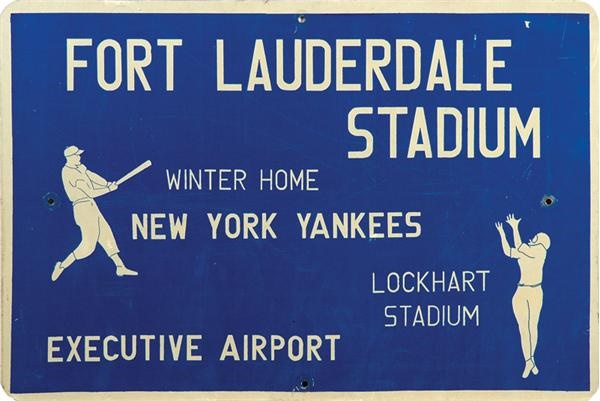 FORT LAUDERDALE
STADIUM
WINTER HOME
NEW YORK YANKEES
LOCKHART
STADIUM
EXECUTIVE AIRPORT